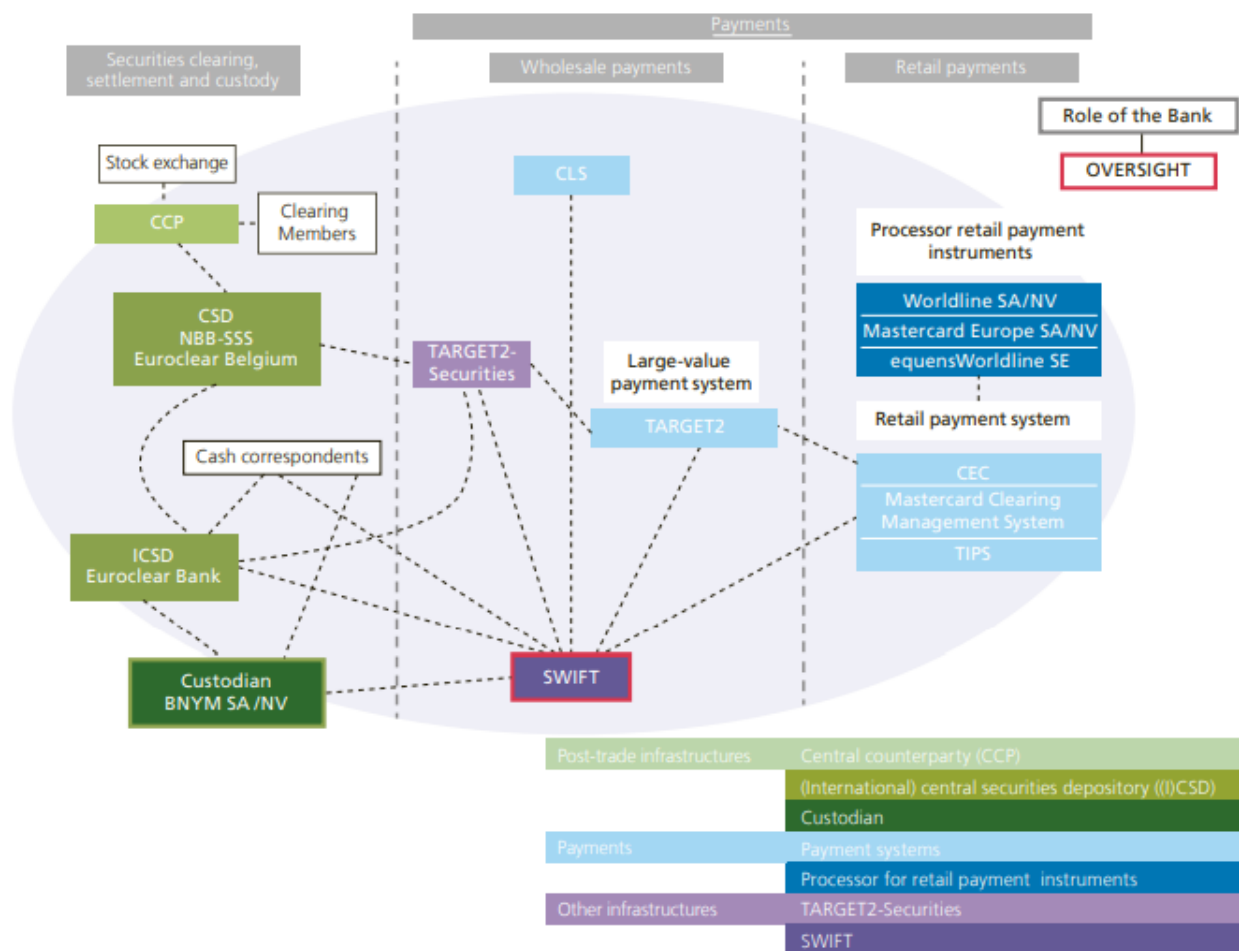 Payments
Securities clearing,
settlement and custody
Wholesale payments
Retail payments
Role of the Bank
OVERSIGHT
Stock exchange
CCP
Clearing
Members
CLS
Processor retail payment
instruments
Worldline SA/NV
Mastercard Europe SA/NV
equensWorldline SE
CSD
NBB-SSS
Euroclear Belgium
TARGET2-
Securities
Large-value
payment system
TARGET2
Retail payment system
CEC
Mastercard Clearing
Management System
TIPS
Cash correspondents
ICSD
Euroclear Bank
Custodian
BNYM SA /NV
SWIFT
Post-trade infrastructures Central counterparty (CCP)
(International) central securities depository ((I)CSD)
Custodian
Payments Payment systems
Processor for retail payment instruments
Other infrastructures TARGET2-Securities
SWIFT